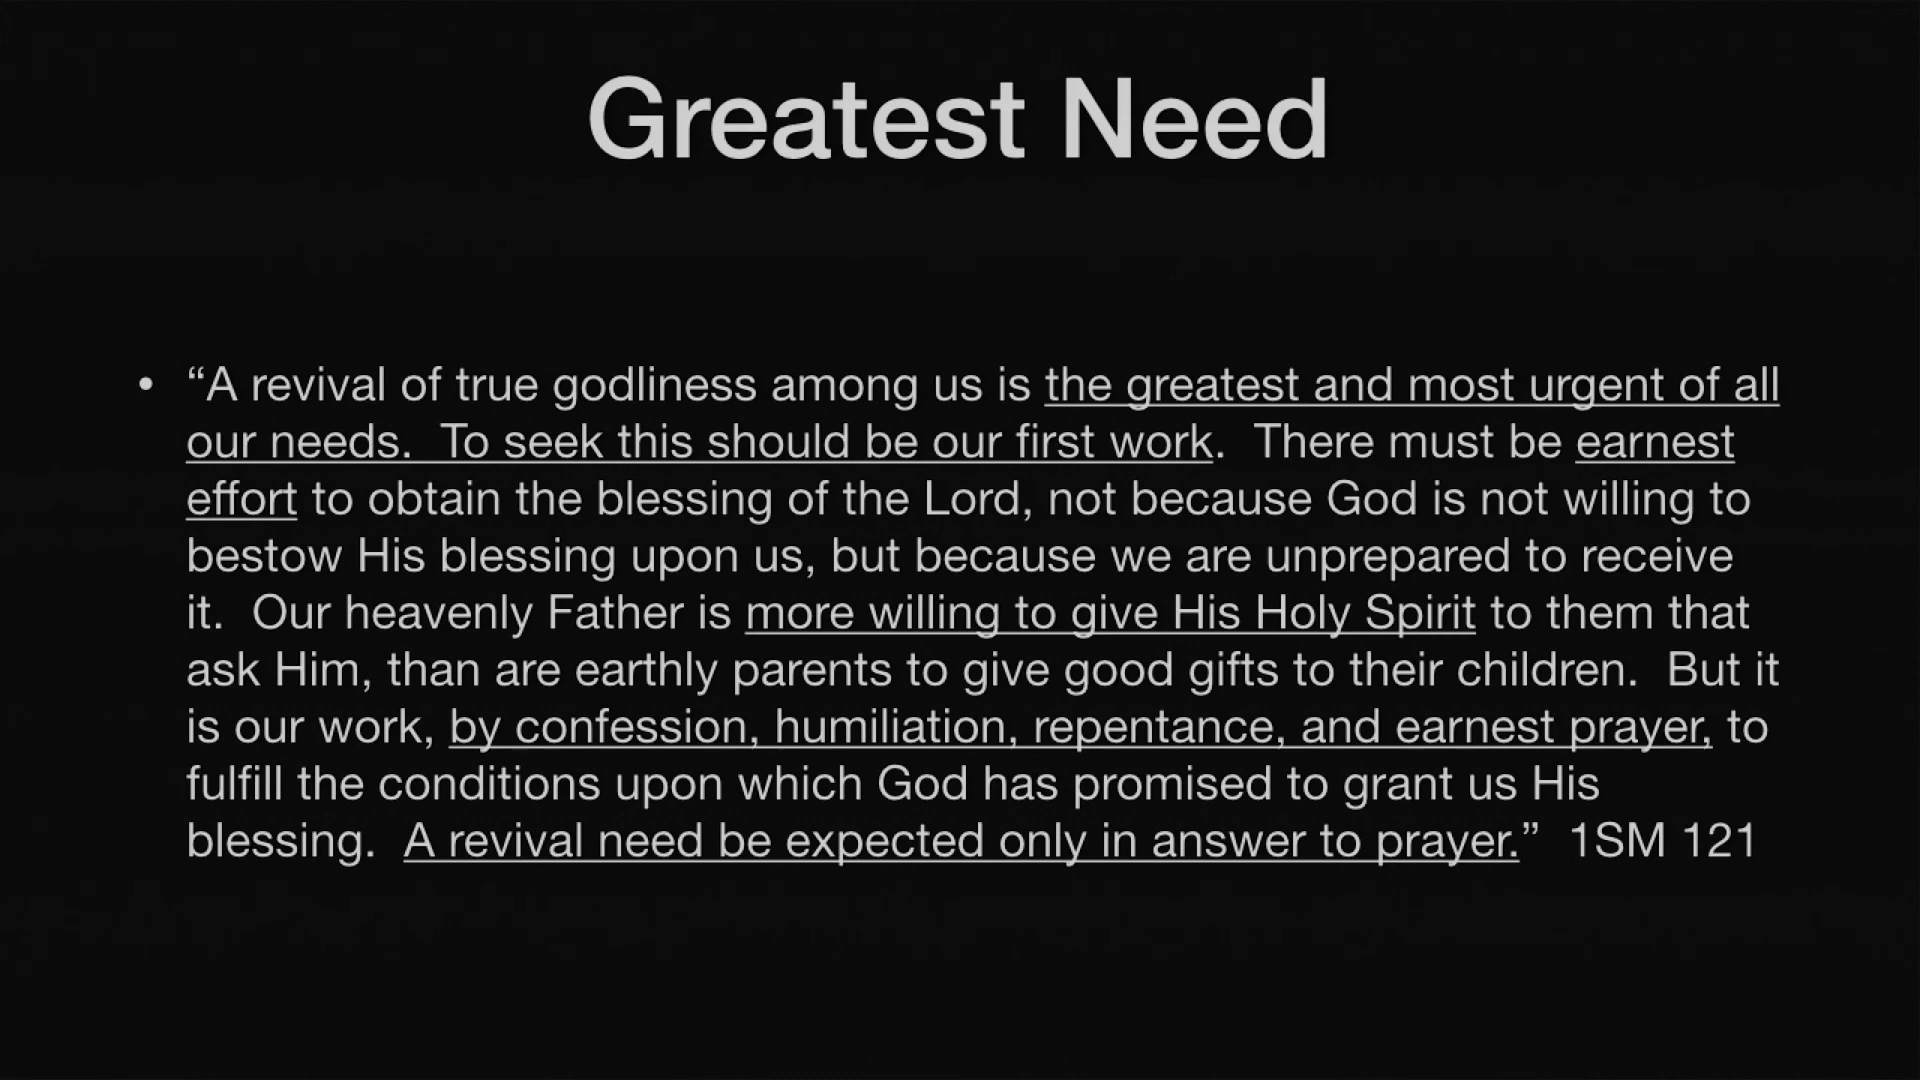 Greatest Need
• “A revival of true godliness among us is the greatest and most urgent of all
our needs.  To seek this should be our first work.  There must be earnest
effort to obtain the blessing of the Lord, not because God is not willing to
bestow His blessing upon us, but because we are unprepared to receive
it.  Our heavenly Father is more willing to give His Holy Spirit to them that
ask Him, than are earthly parents to give good gifts to their children.  But it
is our work, by confession, humiliation, repentance, and earnest prayer, to
fulfill the conditions upon which God has promised to grant us His
blessing.  A revival need be expected only in answer to prayer.”  1SM 121